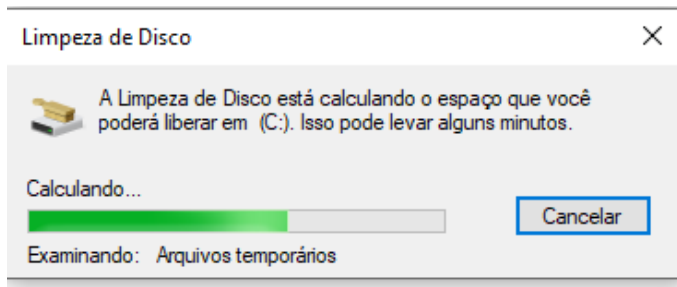 Limpeza de Disco
A Limpeza de Disco está calculando o espaço que você
poderá liberar em  (C:). Isso pode levar alguns minutos.
Calculando...
Cancelar
Examinando:   Arquivos temporários